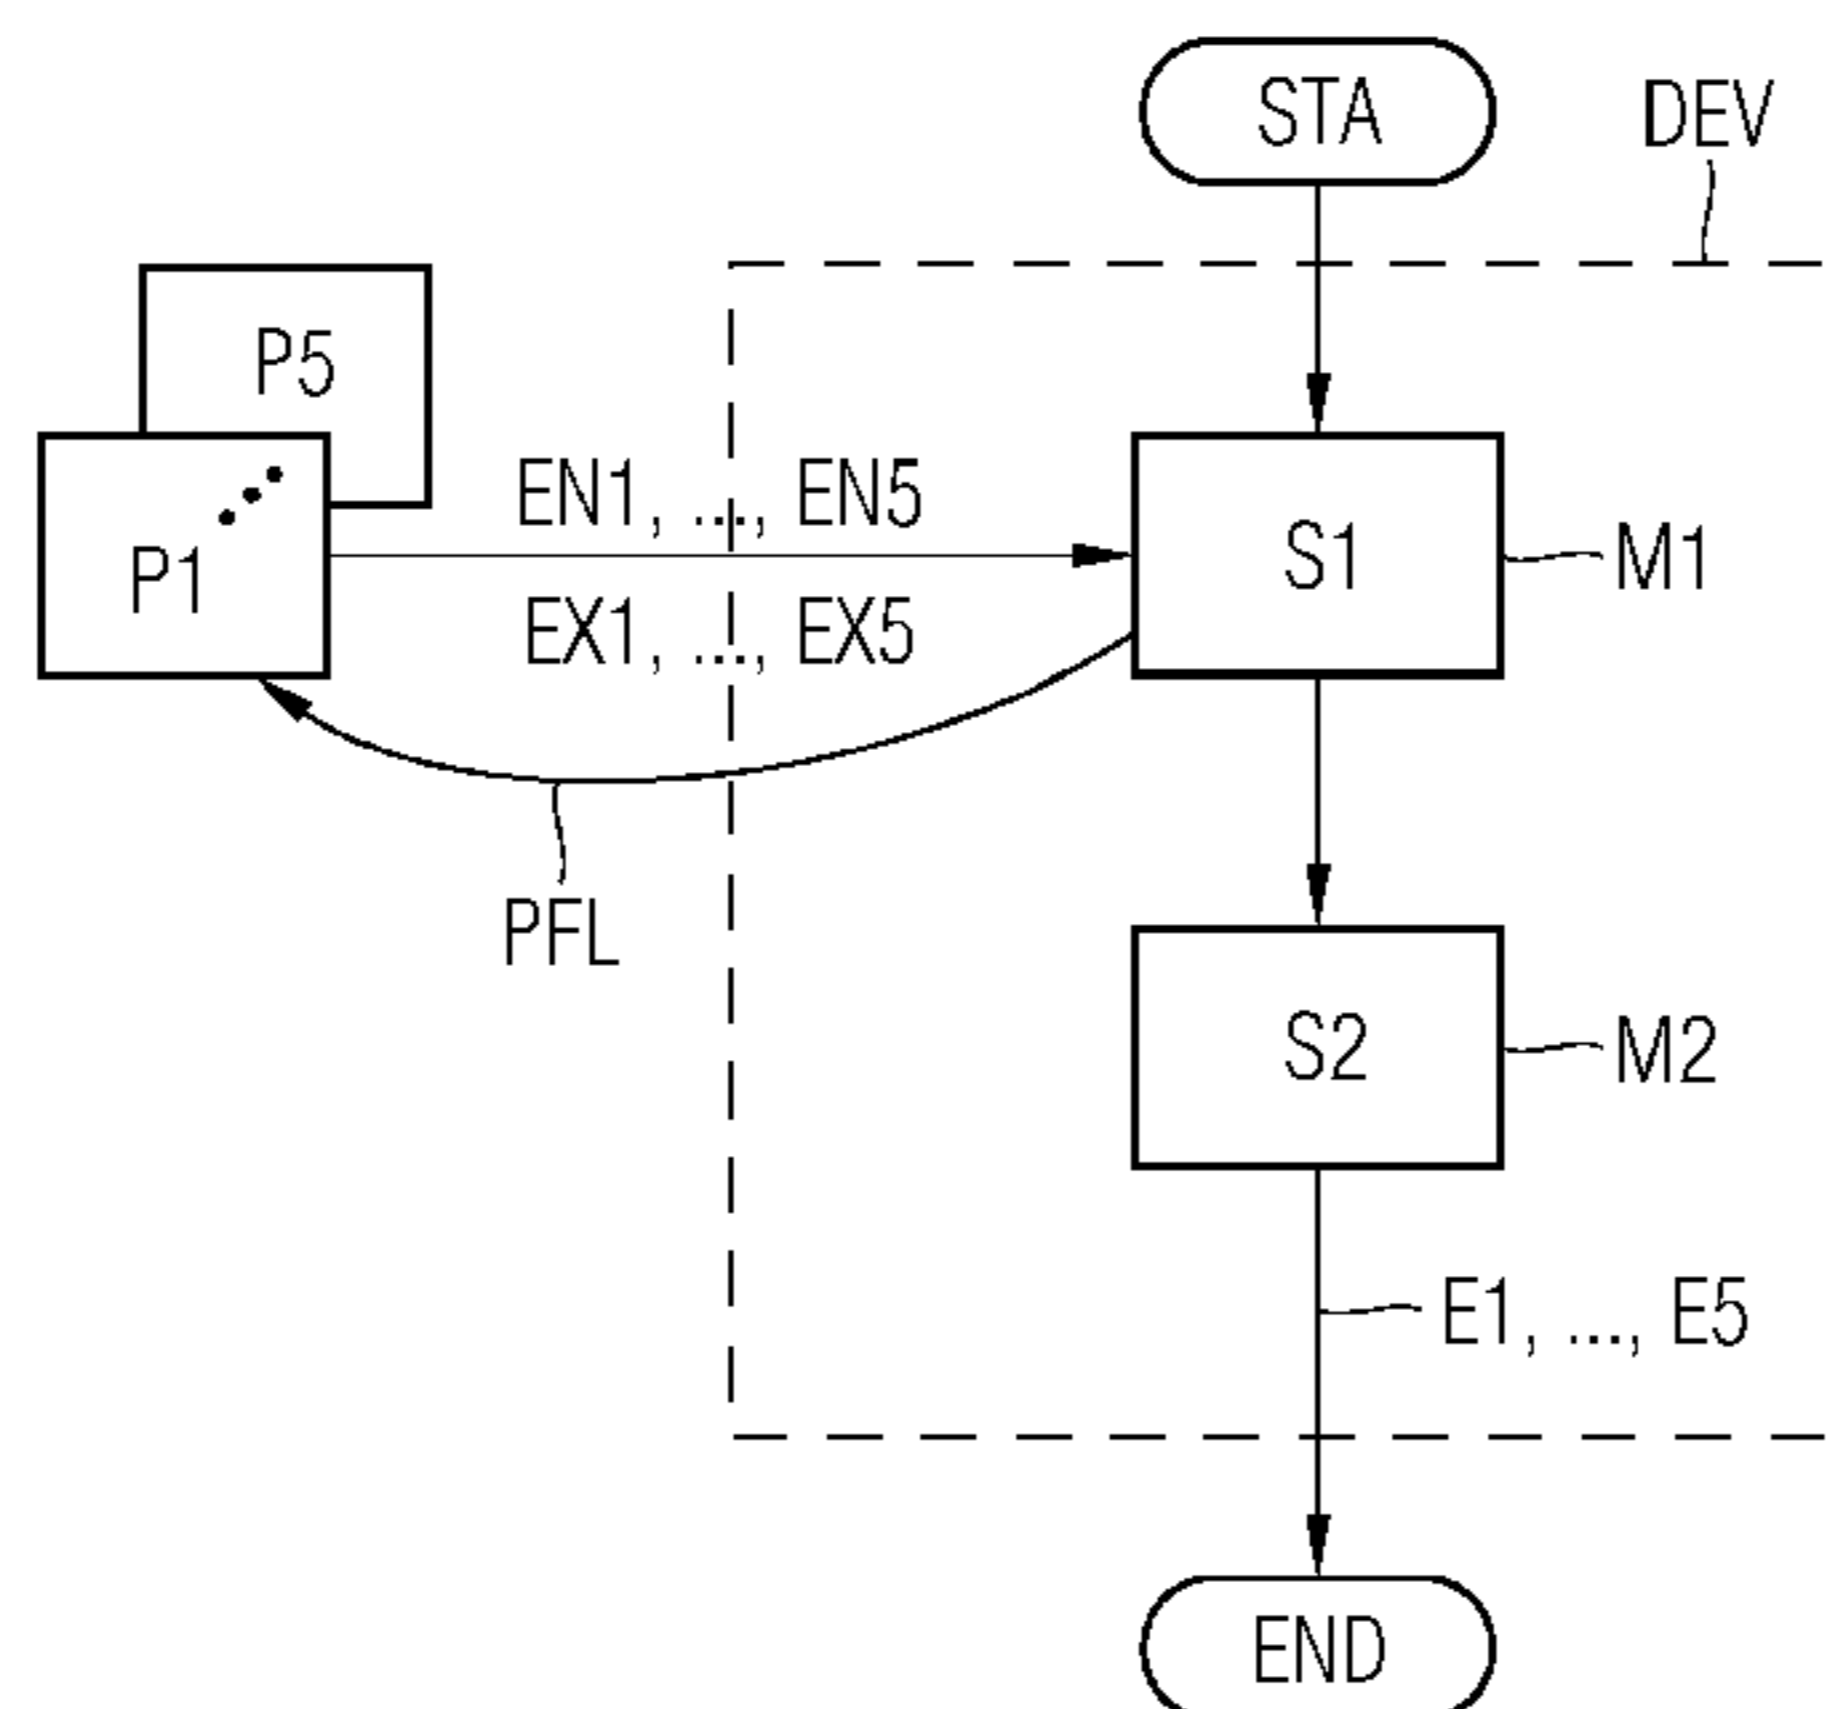 STA
DEV
P5
P1
EN1, ..., EN5
EX1, ..., EX5
S1
M1
PFL
S2
M2
E1, ..., E5
END